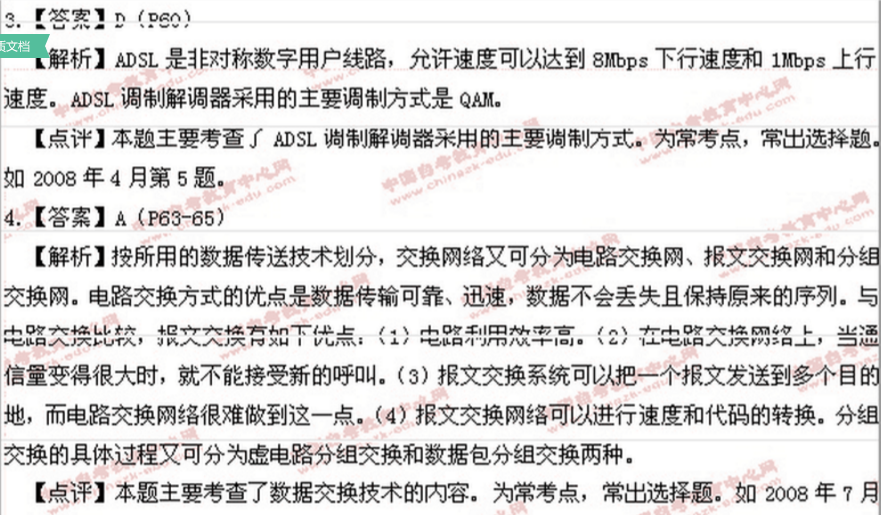 3.【答案】D（P60）
质文档
【解析】ADSL 是非对称数字用户线路，允许速度可以达到 8Mbps 下行速度和 1Mbps 上行
速度。ADSL 调制解调器采用的主要调制方式是 QAM。
【点评】本题主要考查了 ADSL 调制解调器采用的主要调制方式。为常考点，常出选择题。
如 2008 年 4 月第 5 题。
4.【答案】A（P63-65）
【解析】按所用的数据传送技术划分，交换网络又可分为电路交换网、报文交换网和分组
交换网。电路交换方式的优点是数据传输可靠、迅速，数据不会丢失且保持原来的序列。与
电路交换比较，报文交换有如下优点：（1）电路利用效率高。（2）在电路交换网络上，当通
信量变得很大时，就不能接受新的呼叫。（3）报文交换系统可以把一个报文发送到多个目的
地，而电路交换网络很难做到这一点。（4）报文交换网络可以进行速度和代码的转换。分组
交换的具体过程又可分为虚电路分组交换和数据包分组交换两种。
【点评】本题主要考查了数据交换技术的内容。为常考点，常出选择题。如 2008 年 7 月
中国自考教育中心网
www.chinazk-edu.com